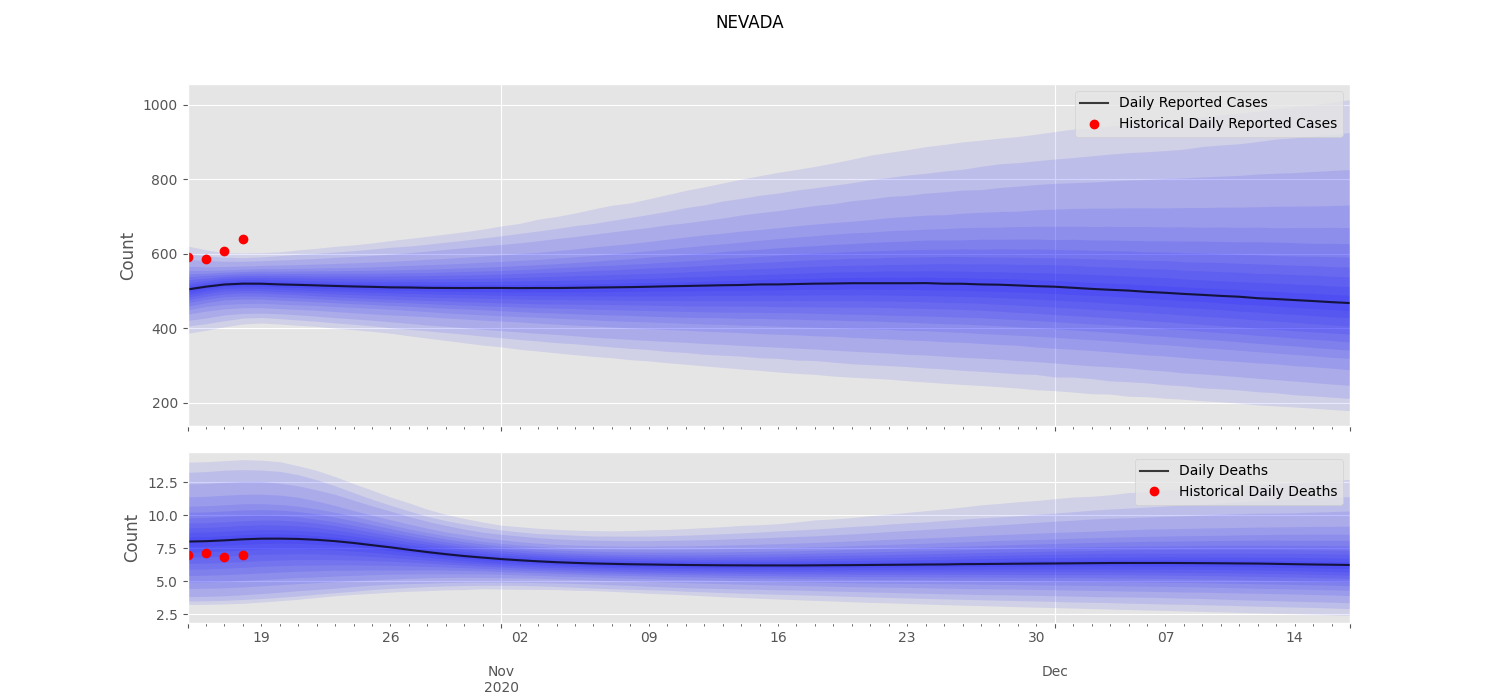 NEVADA
1000
800
600
400
200
Count
Daily Reported Cases
Historical Daily Reported Cases
12.5
10.0
7.5
5.0
2.5
Count
Daily Deaths
Historical Daily Deaths
19 26 02 09 16 23 30 07 14
Nov Dec
2020